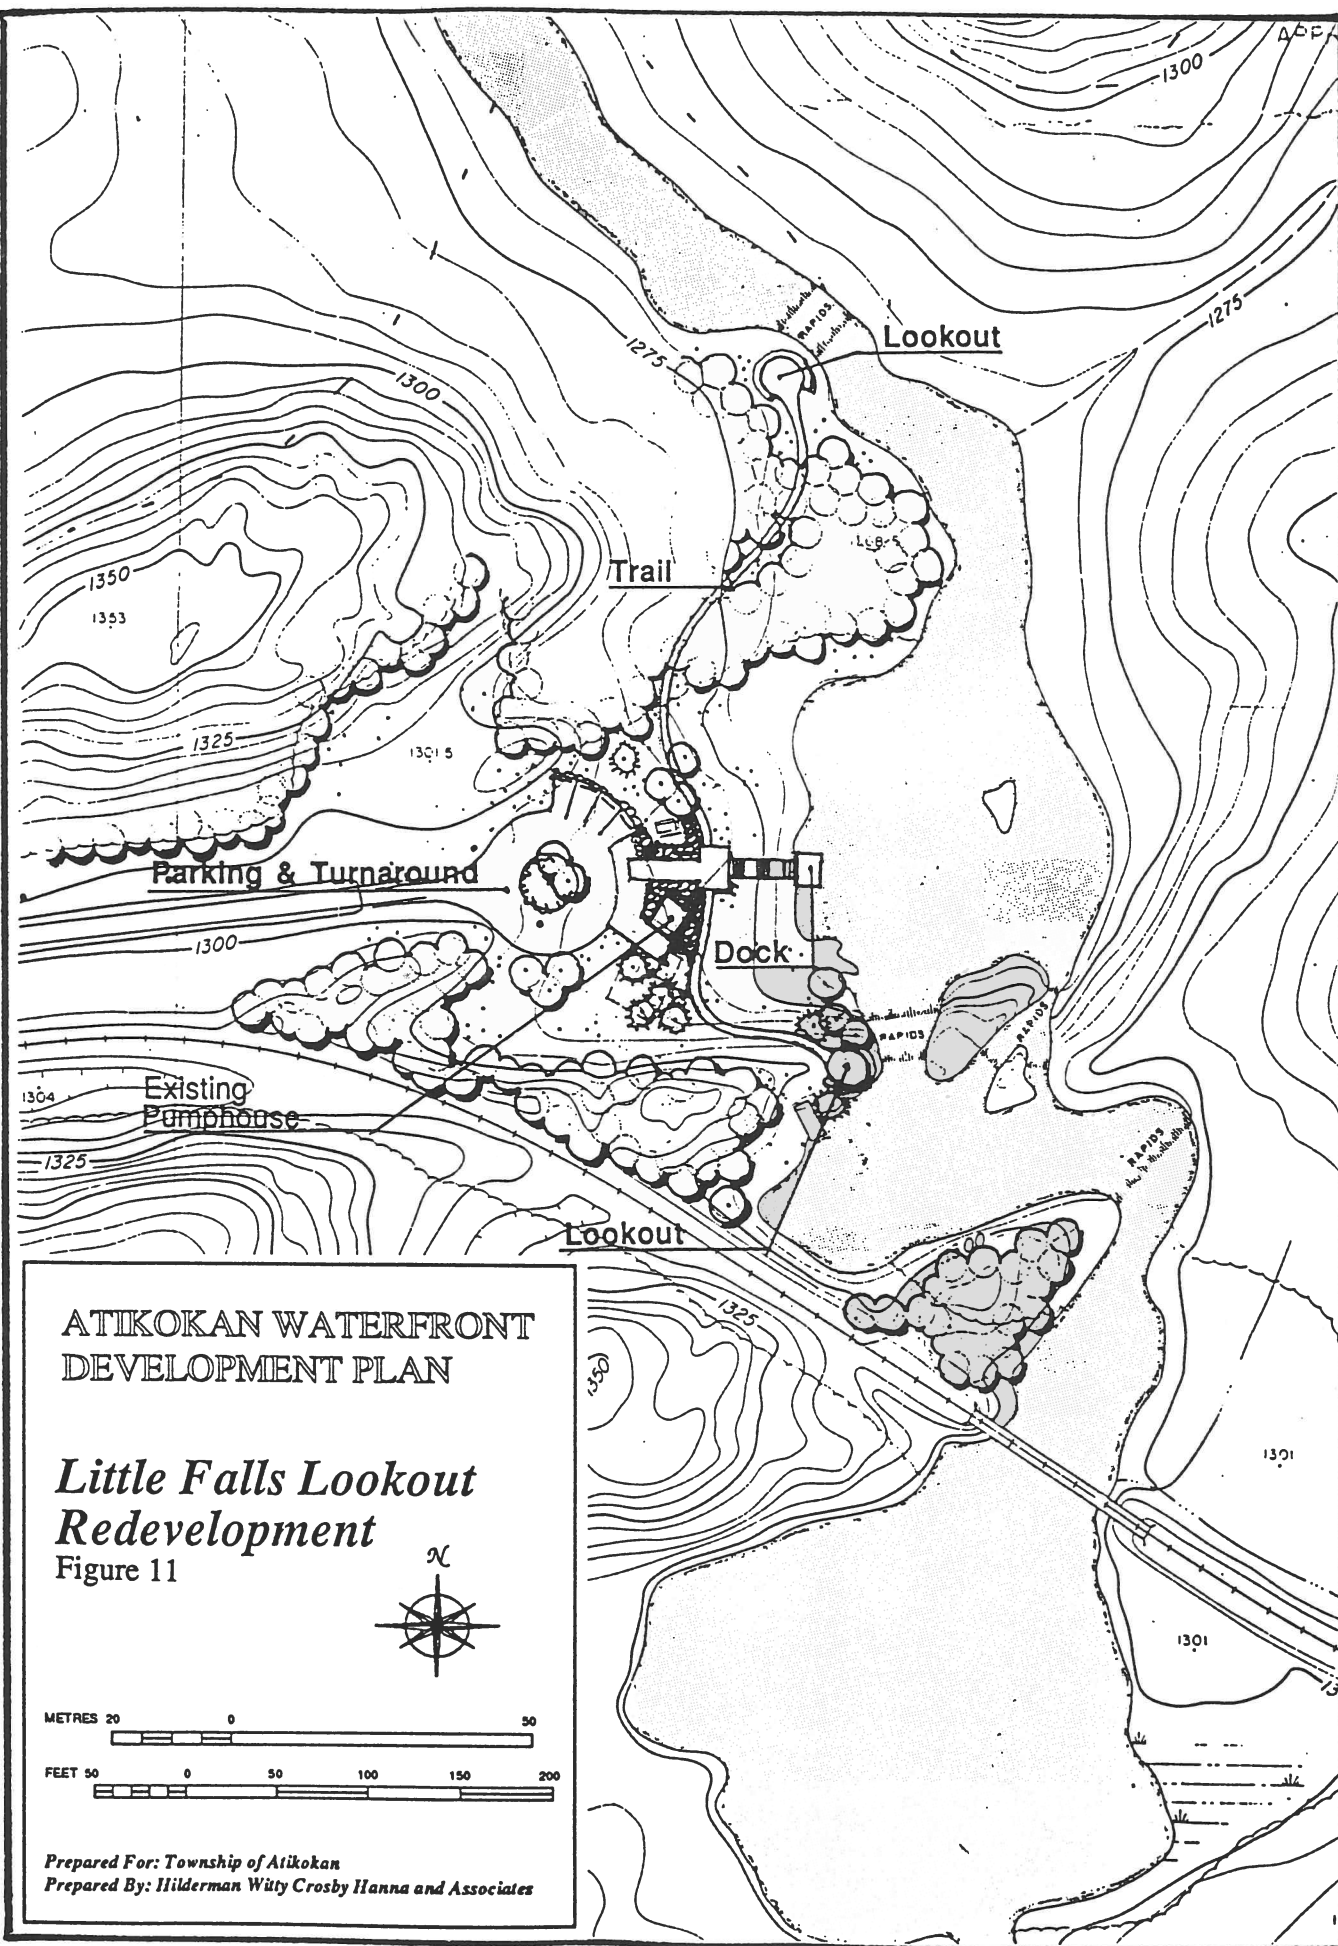 1300
RAPIDS
Lookout
1275
1275
1300
Trail
1350
1353
1325
1301.5
Parking & Turnaround
1300
Dock
RAPIDS
RAPIDS
1304
Existing
Pumphouse
1325
RAPIDS
Lookout
1325
1350
1301
1301
ATIKOKAN WATERFRONT
DEVELOPMENT PLAN
Little Falls Lookout
Redevelopment
Figure 11
N
METRES 20 0 50
FEET 50 0 50 100 150 200
Prepared For: Township of Atikokan
Prepared By: Hilderman Witty Crosby Hanna and Associates